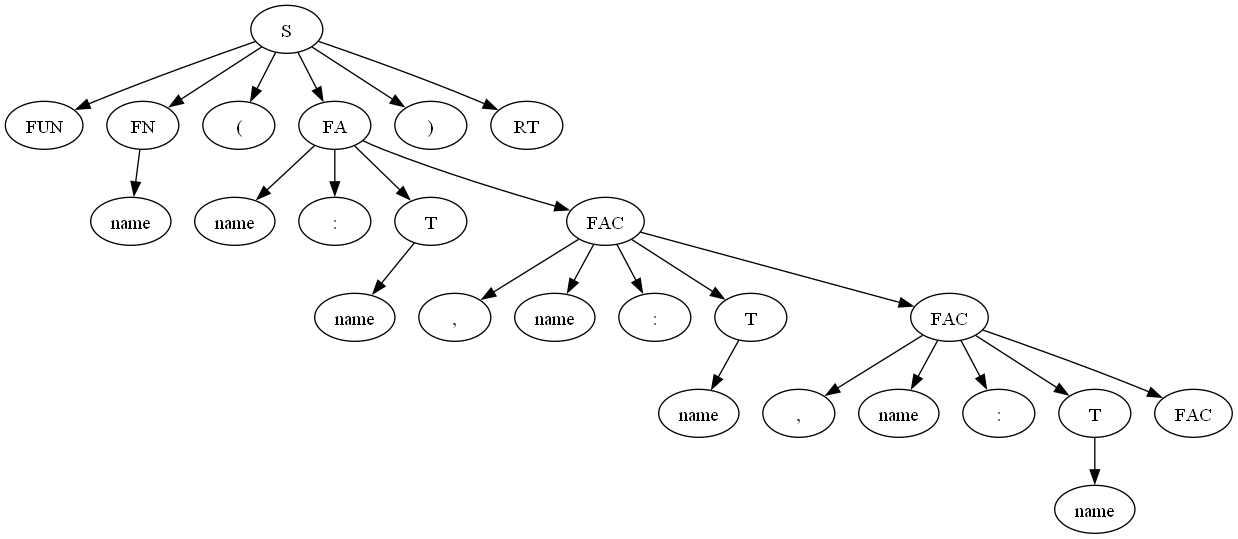 S
FUN FN ( FA ) RT
name name : T FAC
name , name : T FAC
name , name : T FAC
name